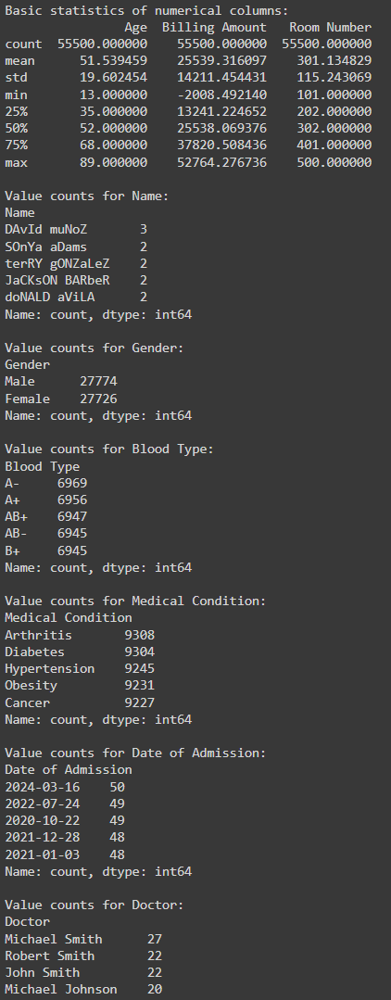 Basic statistics of numerical columns:
Age Billing Amount Room Number
count 55500.000000 55500.000000 55500.000000
mean 51.539459 25539.316097 301.134829
std 19.602454 14211.454431 115.243069
min 13.000000 -2008.492140 101.000000
25% 35.000000 13241.224652 202.000000
50% 52.000000 25538.069376 302.000000
75% 68.000000 37820.508436 401.000000
max 89.000000 52764.276736 500.000000
Value counts for Name:
Name
DAvId muNoZ 3
SOnYa aDams 2
terRY gONZaLeZ 2
JaCKsON BARbeR 2
doNALD aViLA 2
Name: count, dtype: int64
Value counts for Gender:
Gender
Male 27774
Female 27726
Name: count, dtype: int64
Value counts for Blood Type:
Blood Type
A- 6969
A+ 6956
AB+ 6947
AB- 6945
B+ 6945
Name: count, dtype: int64
Value counts for Medical Condition:
Medical Condition
Arthritis 9308
Diabetes 9304
Hypertension 9245
Obesity 9231
Cancer 9227
Name: count, dtype: int64
Value counts for Date of Admission:
Date of Admission
2024-03-16 50
2022-07-24 49
2020-10-22 49
2021-12-28 48
2021-01-03 48
Name: count, dtype: int64
Value counts for Doctor:
Doctor
Michael Smith 27
Robert Smith 22
John Smith 22
Michael Johnson 20